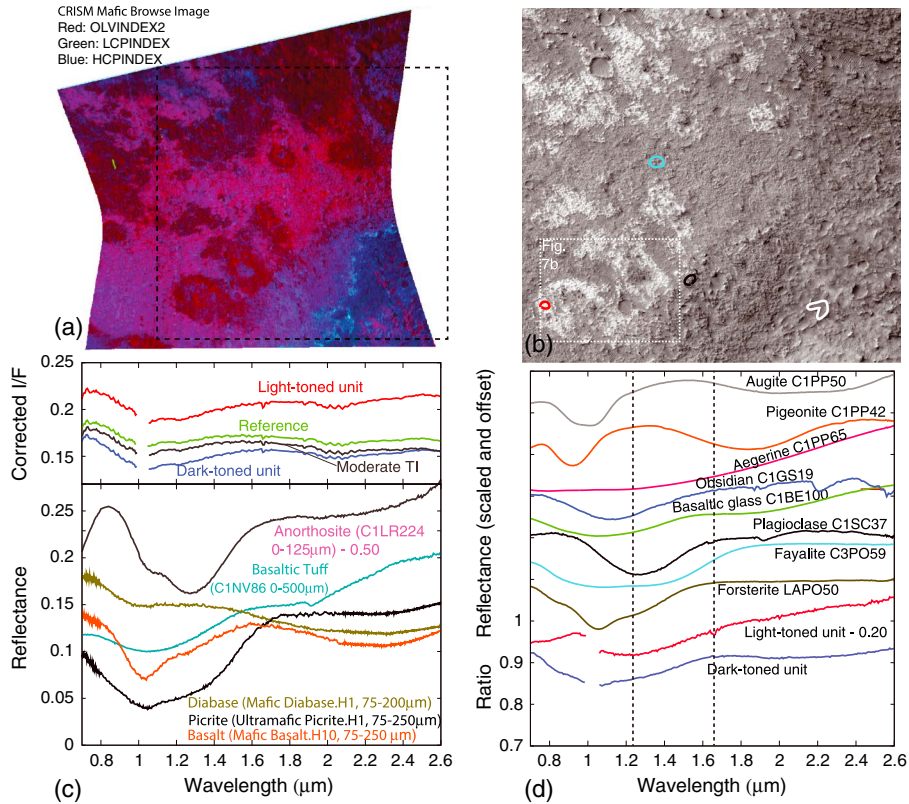 CRISM Mafic Browse Image
Red: OLVINDEX2
Green: LCPINDEX
Blue: HCPINDEX
(a)
Fig.
7b
(b)
Corrected I/F
0.25
0.2
0.15
Light-toned unit
Reference
Moderate TI
Dark-toned unit
Reflectance
0.25
0.2
0.15
0.1
0.05
0
Anorthosite (C1LR224
0-125μm) - 0.50
Basaltic Tuff
(C1NV86 0-500μm)
Diabase (Mafic Diabase.H1, 75-200μm)
Picrite (Ultramafic Picrite.H1, 75-250μm)
Basalt (Mafic Basalt.H10, 75-250 μm)
0.8 1 1.2 1.4 1.6 1.8 2 2.2 2.4 2.6
Wavelength (μm)
(c)
Reflectance (scaled and offset)
Ratio
1
0.9
0.8
0.7
Augite C1PP50
Pigeonite C1PP42
Aegerine C1PP65
Obsidian C1GS19
Basaltic glass C1BE100
Plagioclase C1SC37
Fayalite C3PO59
Forsterite LAPO50
Light-toned unit - 0.20
Dark-toned unit
0.8 1 1.2 1.4 1.6 1.8 2 2.2 2.4 2.6
Wavelength (μm)
(d)